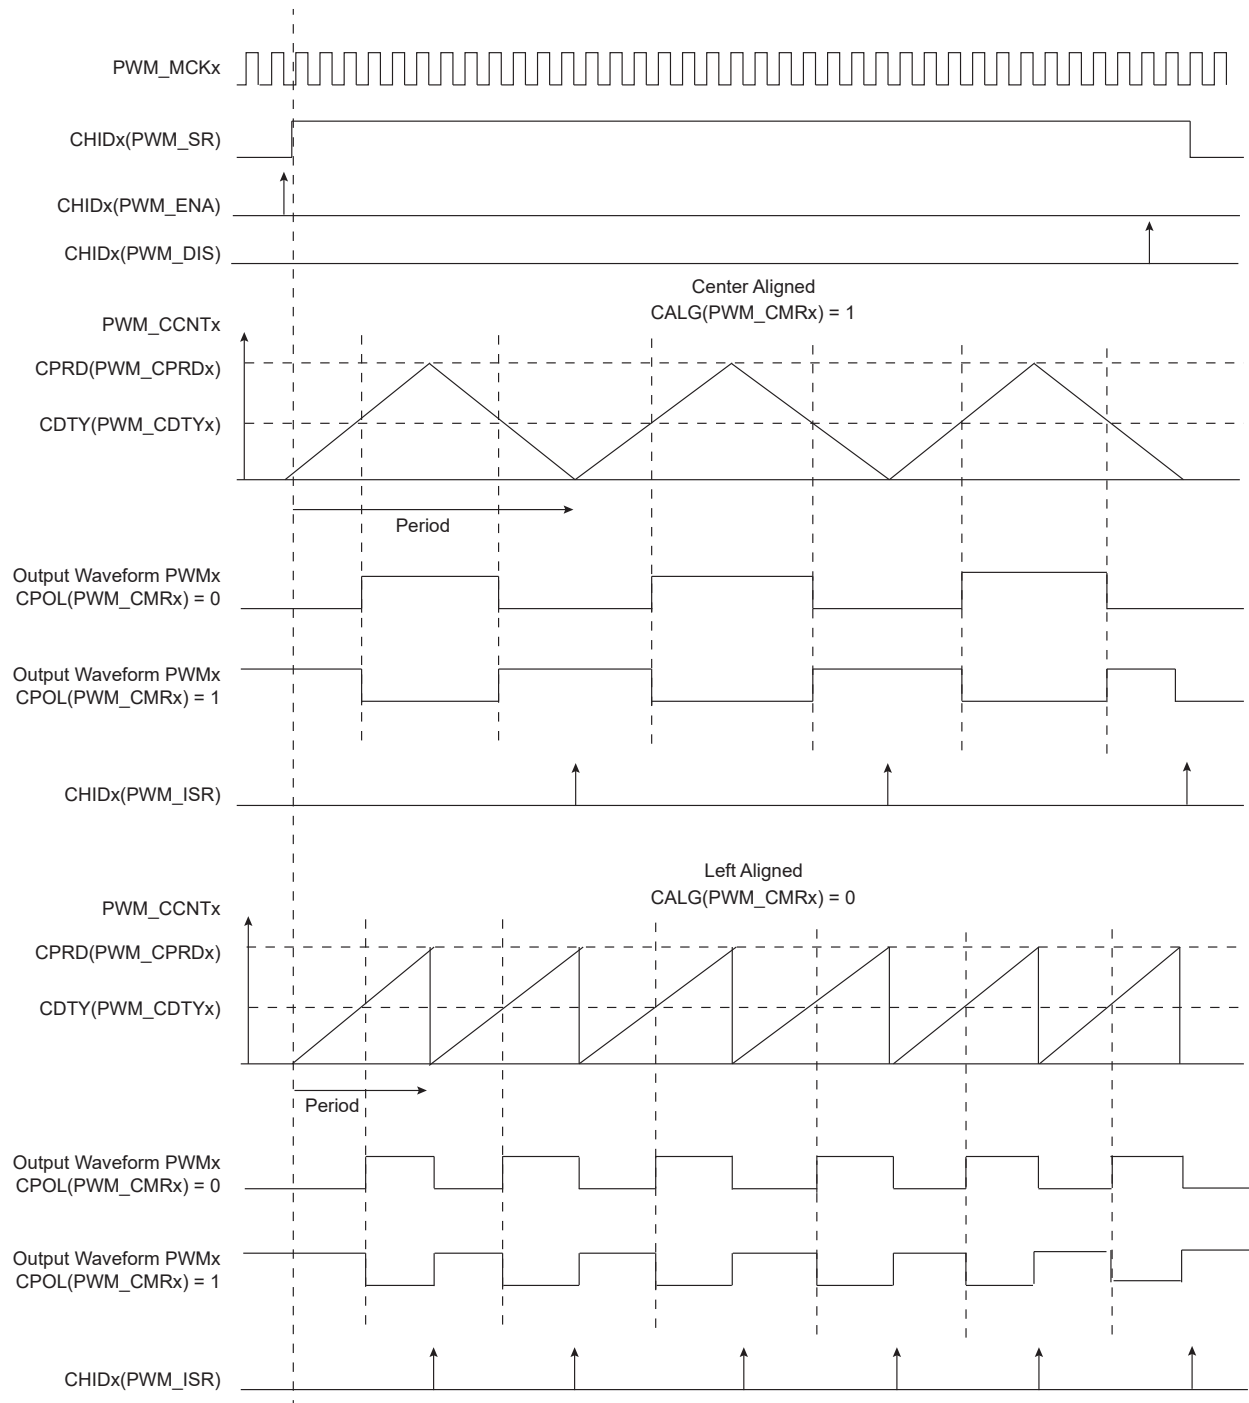 PWM_MCKx
CHIDx(PWM_SR)
CHIDx(PWM_ENA)
CHIDx(PWM_DIS)
Center Aligned
CALG(PWM_CMRx) = 1
PWM_CCNTx
CPRD(PWM_CPRDx)
CDTY(PWM_CDTYx)
Period
Output Waveform PWMx
CPOL(PWM_CMRx) = 0
Output Waveform PWMx
CPOL(PWM_CMRx) = 1
CHIDx(PWM_ISR)
Left Aligned
CALG(PWM_CMRx) = 0
PWM_CCNTx
CPRD(PWM_CPRDx)
CDTY(PWM_CDTYx)
Period
Output Waveform PWMx
CPOL(PWM_CMRx) = 0
Output Waveform PWMx
CPOL(PWM_CMRx) = 1
CHIDx(PWM_ISR)